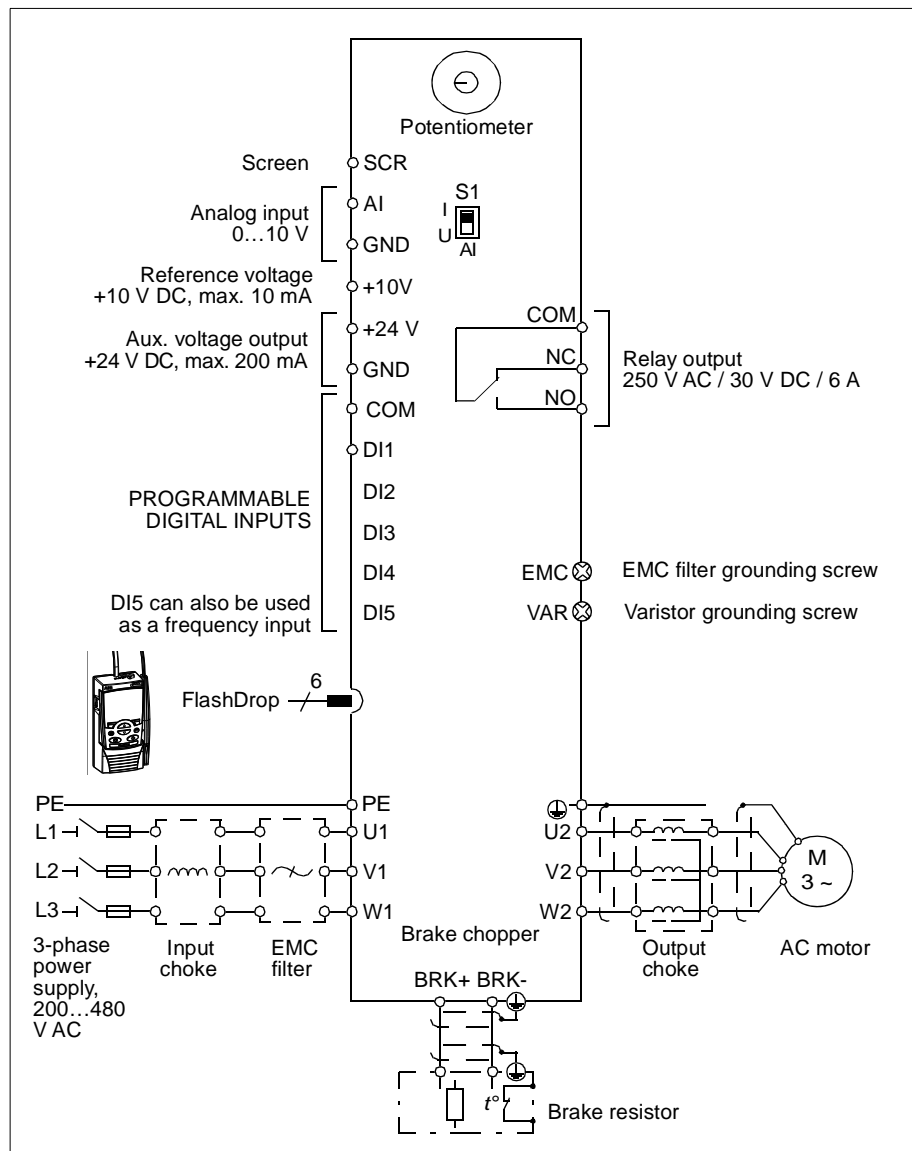 Potentiometer
Screen
SCR
S1
I
U
AI
Analog input
0…10 V
AI
GND
Reference voltage
+10 V DC, max. 10 mA
+10V
Aux. voltage output
+24 V DC, max. 200 mA
+24 V
GND
COM
NC
NO
Relay output
250 V AC / 30 V DC / 6 A
COM
DI1
DI2
DI3
DI4
DI5
PROGRAMMABLE
DIGITAL INPUTS
DI5 can also be used
as a frequency input
EMC
EMC filter grounding screw
VAR
Varistor grounding screw
FlashDrop
6
PE
L1
L2
L3
PE
U1
V1
W1
U2
V2
W2
M
3 ~
3-phase
power
supply,
200…480
V AC
Input
choke
EMC
filter
Brake chopper
Output
choke
AC motor
BRK+ BRK-
t°
Brake resistor